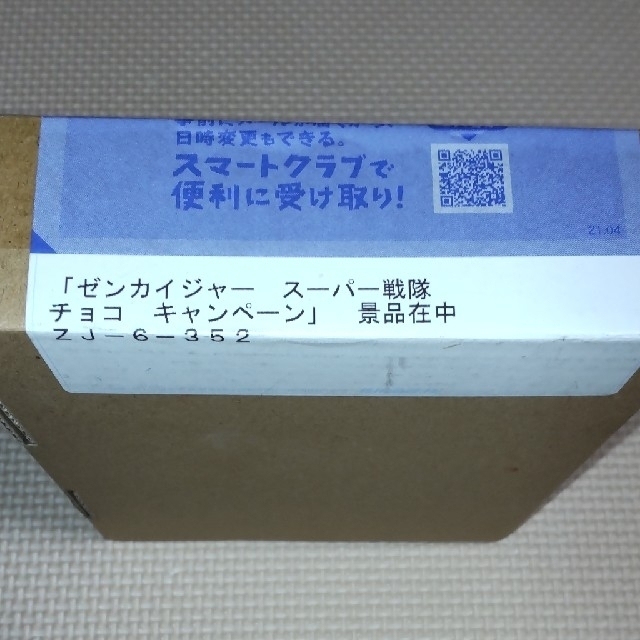 日時変更もできる。
スマートクラブで
便利に受け取り!
21.04
「ゼンカイジャー　スーパー戦隊
チョコ　キャンペーン」　景品在中
ＺＪ－６－３５２